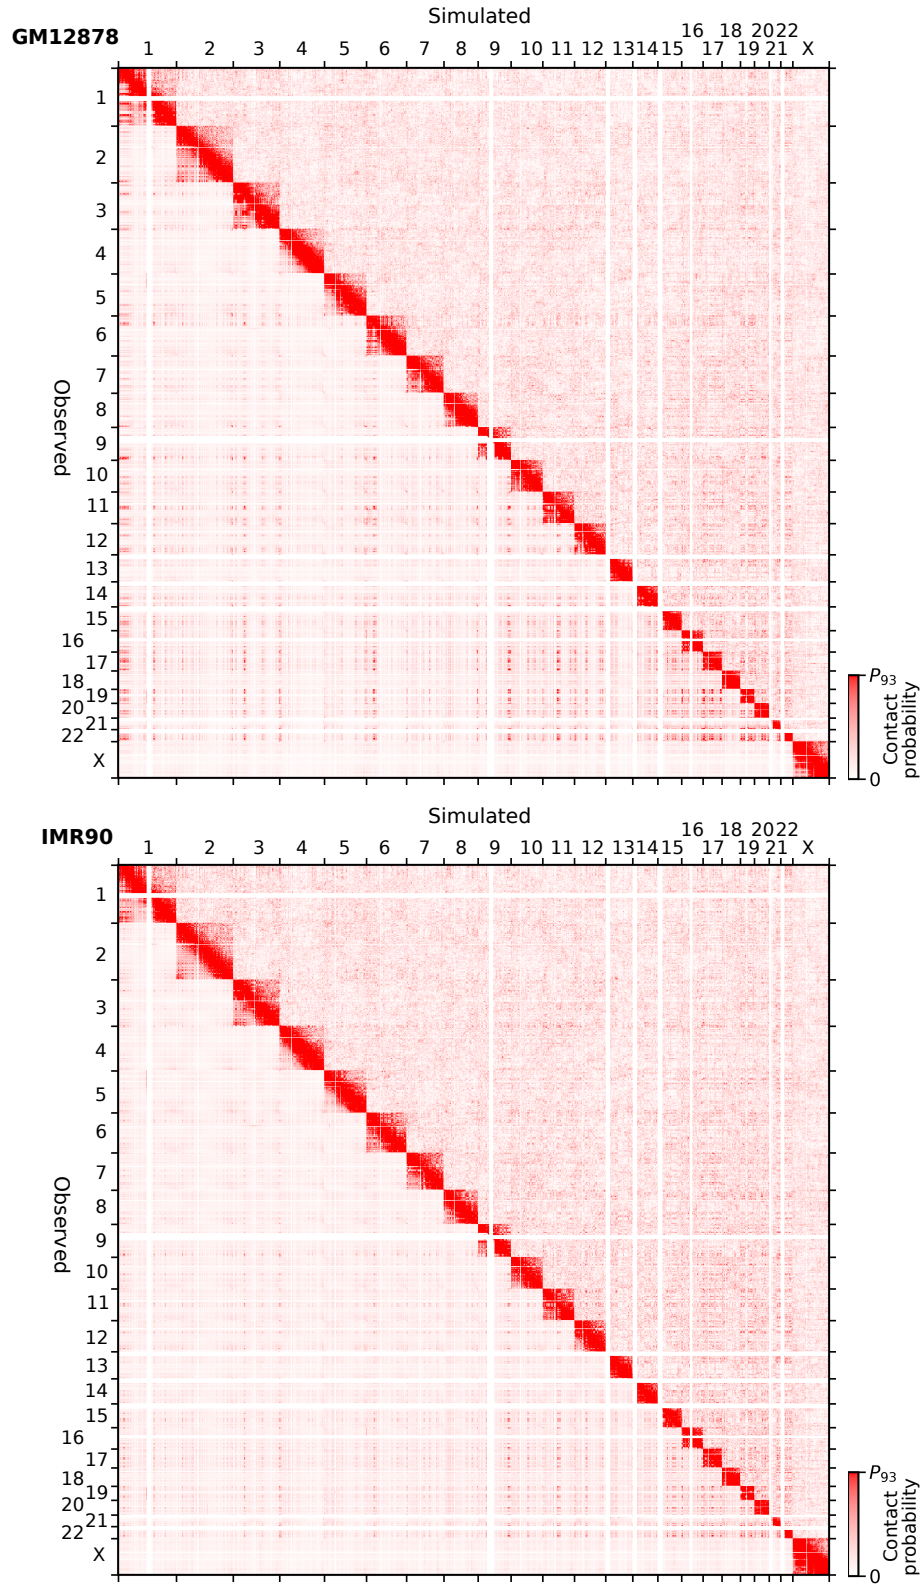 Simulated
GM12878
16 18 20 22
1 2 3 4 5 6 7 8 9 10 11 12 13 14 15 17 19 21 X
Observed
1
2
3
4
5
6
7
8
9
10
11
12
13
14
15
16
17
18
19
20
21
22
X
P93
Contact
probability
0
Simulated
IMR90
16 18 20 22
1 2 3 4 5 6 7 8 9 10 11 12 13 14 15 17 19 21 X
Observed
1
2
3
4
5
6
7
8
9
10
11
12
13
14
15
16
17
18
19
20
21
22
X
P93
Contact
probability
0